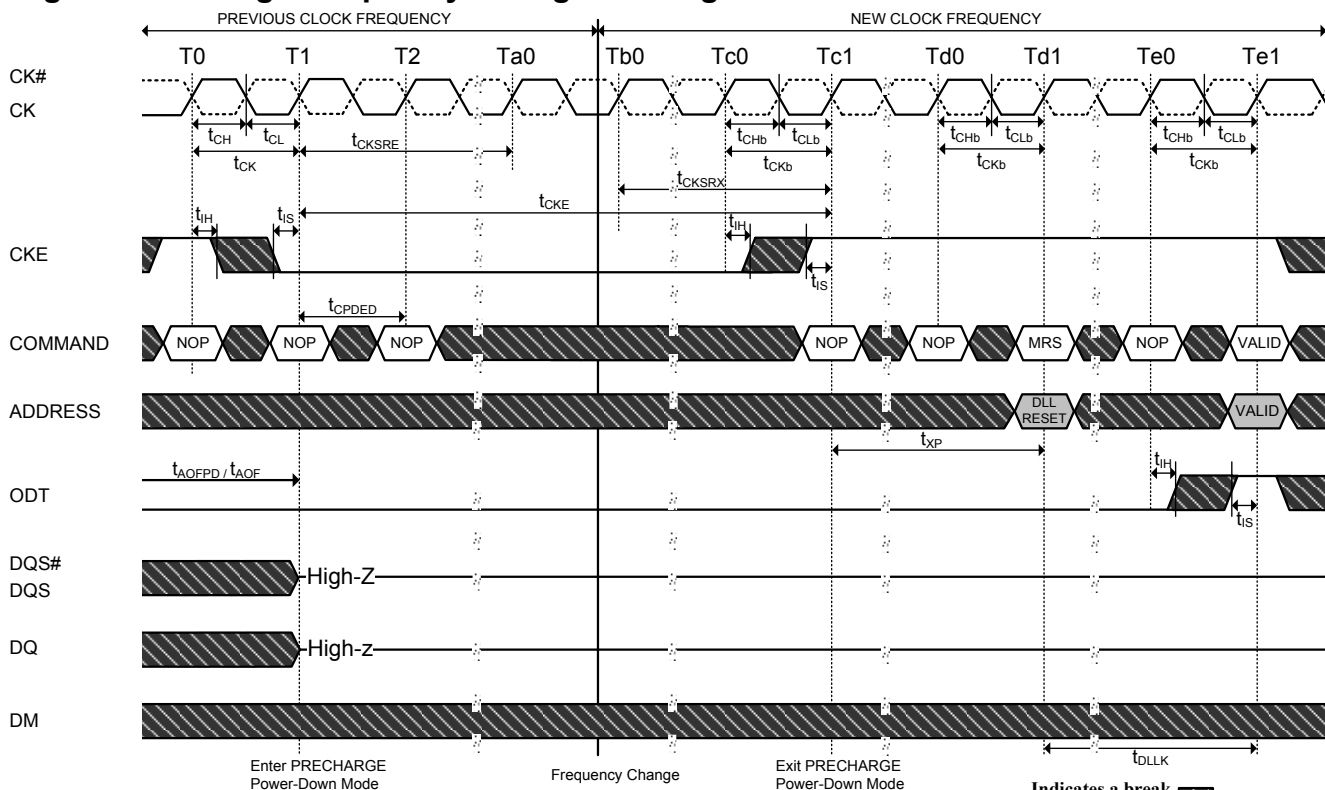 PREVIOUS CLOCK FREQUENCY
NEW CLOCK FREQUENCY
T0 T1 T2 Ta0 Tb0 Tc0 Tc1 Td0 Td1 Te0 Te1
CK#
CK
tCH tCL tCKSRE tCHb tCLb tCHb tCLb tCHb tCLb
tCK tCKb tCKb tCKb
tCKSRX
tCKE
tIH tIS tIH
CKE
tIS
tCPDED
COMMAND NOP NOP NOP NOP NOP MRS NOP VALID
ADDRESS DLL RESET VALID
tXP
tAOFPD / tAOF tIH
ODT
tIS
DQS#
DQS
High-Z
DQ High-z
DM
tDLLK
Enter PRECHARGE
Power-Down Mode
Frequency Change
Exit PRECHARGE
Power-Down Mode
Indicates a break